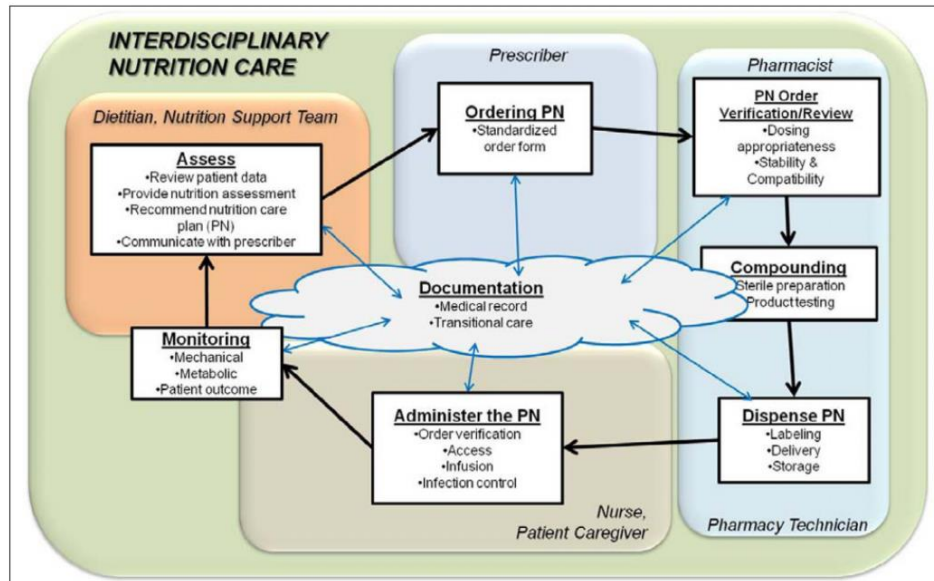 INTERDISCIPLINARY
NUTRITION CARE
Dietitian, Nutrition Support Team
Assess
•Review patient data
•Provide nutrition assessment
•Recommend nutrition care
plan (PN)
•Communicate with prescriber
Prescriber
Ordering PN
•Standardized
order form
Pharmacist
PN Order
Verification/Review
•Dosing
appropriateness
•Stability &
Compatibility
Compounding
Sterile preparation
Product testing
Documentation
•Medical record
•Transitional care
Monitoring
•Mechanical
•Metabolic
•Patient outcome
Administer the PN
•Order verification
•Access
•Infusion
•Infection control
Nurse,
Patient Caregiver
Dispense PN
•Labeling
•Delivery
•Storage
Pharmacy Technician